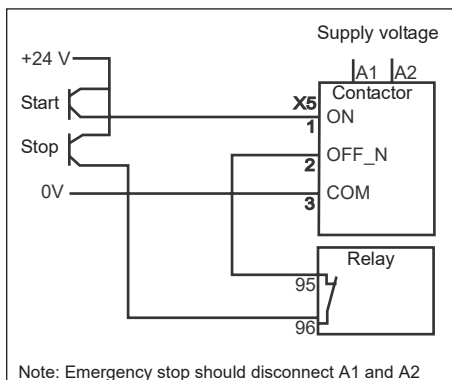 Supply voltage
+24 V
A1 A2
Contactor
Start
X5
1
ON
Stop
2
OFF_N
0V
3
COM
Relay
95
96
Note: Emergency stop should disconnect A1 and A2